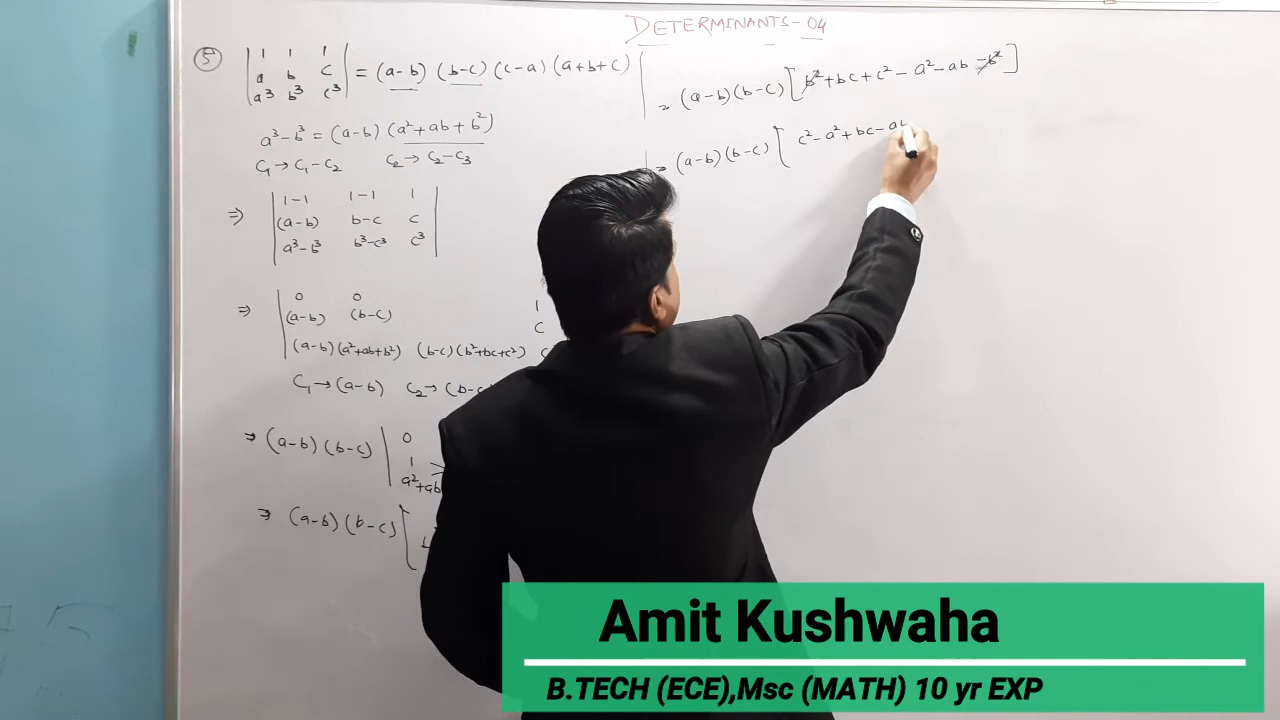 DETERMINANTS-04
⑤ | 1 1 1 | = (a-b) (b-c) (c-a) (a+b+c)
a b c
a³ b³ c³
a³-b³ = (a-b) (a²+ab+b²)
C₁→C₁-C₂ C₂→C₂-C₃
⇒ | 1-1 1-1 1 |
(a-b) b-c c
a³-b³ b³-c³ c³
⇒ | 0 0 1
(a-b) (b-c) c
(a-b)(a²+ab+b²) (b-c)(b²+bc+c²)
C₁→(a-b) C₂→(b-c
⇒ (a-b)(b-c) | 0
1
a²+ab
⇒ (a-b)(b-c) [
= (a-b)(b-c) [b²+bc+c²-a²-ab-b²]
= (a-b)(b-c) [c²-a²+bc-ab
Amit Kushwaha
B.TECH (ECE),Msc (MATH) 10 yr EXP